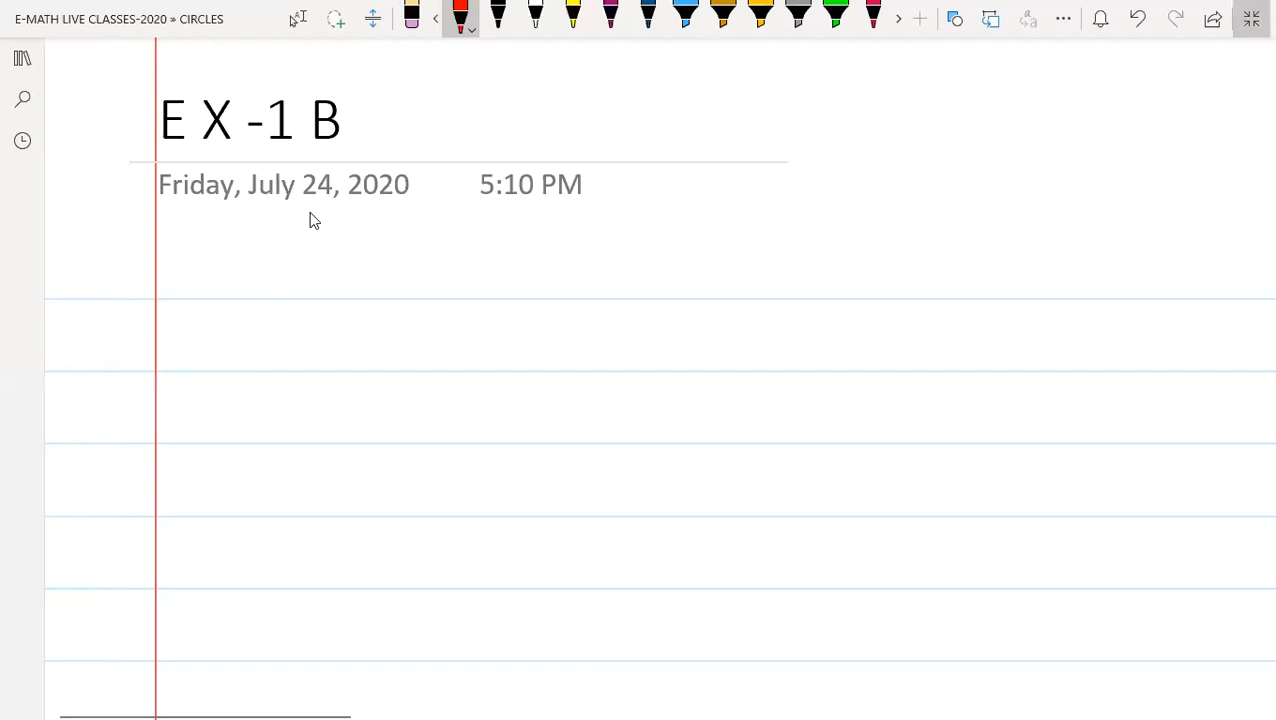 E-MATH LIVE CLASSES-2020 » CIRCLES
E X -1 B
Friday, July 24, 2020 5:10 PM